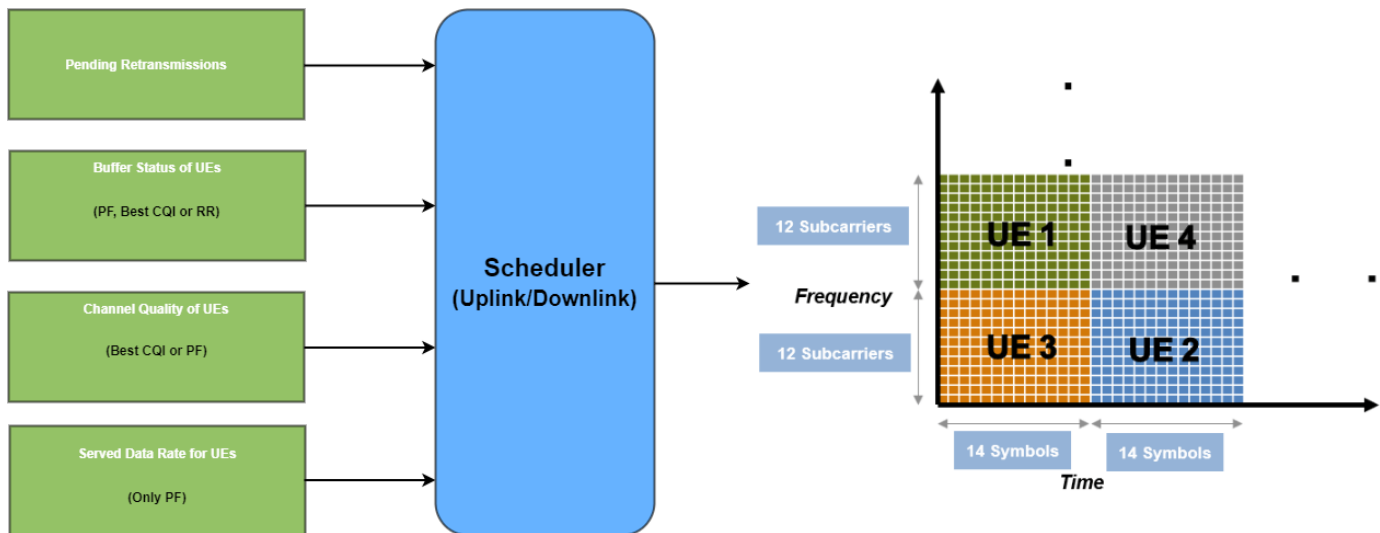 Pending Retransmissions
Buffer Status of UEs
(PF, Best CQI or RR)
Channel Quality of UEs
(Best CQI or PF)
Served Data Rate for UEs
(Only PF)
Scheduler
(Uplink/Downlink)
12 Subcarriers
Frequency
12 Subcarriers
UE 1
UE 4
UE 3
UE 2
14 Symbols
14 Symbols
Time